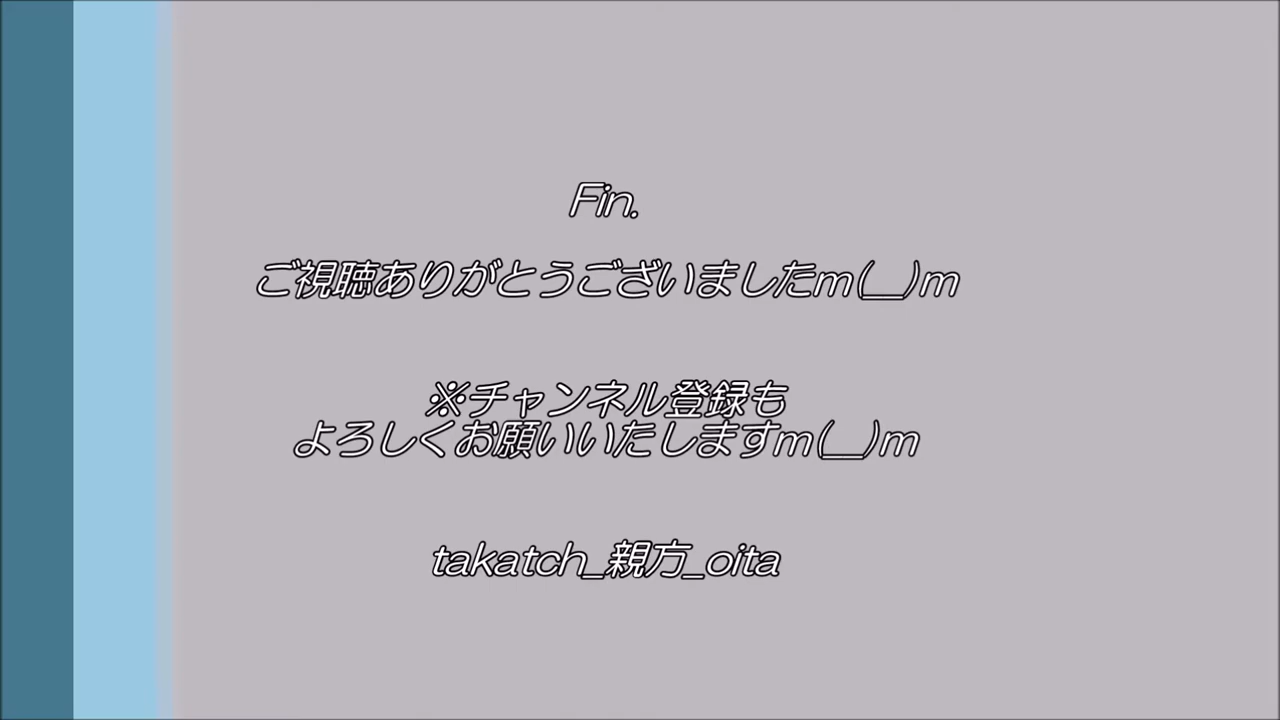 Fin.
ご視聴ありがとうございましたm(__)m
※チャンネル登録も
よろしくお願いいたしますm(__)m
takatch_親方_oita